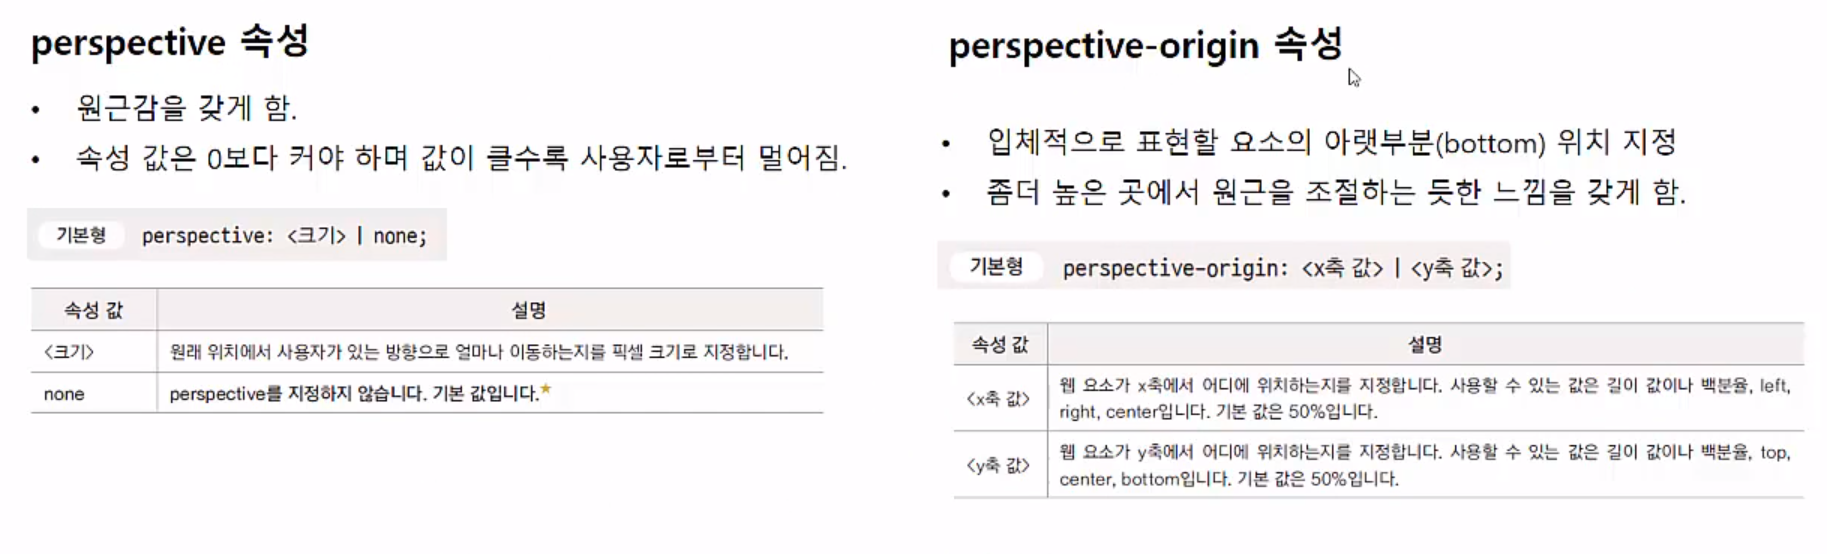 perspective 속성
• 원근감을 갖게 함.
• 속성 값은 0보다 커야 하며 값이 클수록 사용자로부터 멀어짐.
기본형 perspective: <크기> | none;
속성 값 설명
<크기> 원래 위치에서 사용자가 있는 방향으로 얼마나 이동하는지를 픽셀 크기로 지정합니다.
none perspective를 지정하지 않습니다. 기본 값입니다.★
perspective-origin 속성
• 입체적으로 표현할 요소의 아랫부분(bottom) 위치 지정
• 좀더 높은 곳에서 원근을 조절하는 듯한 느낌을 갖게 함.
기본형 perspective-origin: <x축 값> | <y축 값>;
속성 값 설명
<x축 값> 웹 요소가 x축에서 어디에 위치하는지를 지정합니다. 사용할 수 있는 값은 길이 값이나 백분율, left,
right, center입니다. 기본 값은 50%입니다.
<y축 값> 웹 요소가 y축에서 어디에 위치하는지를 지정합니다. 사용할 수 있는 값은 길이 값이나 백분율, top,
center, bottom입니다. 기본 값은 50%입니다.